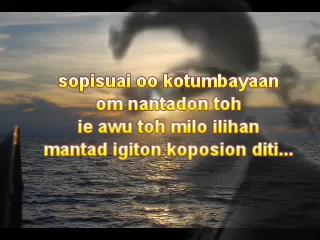 sopisuai oo kotumbayaan
om nantadon toh
ie awu toh milo ilihan
mantad igiton koposion diti...